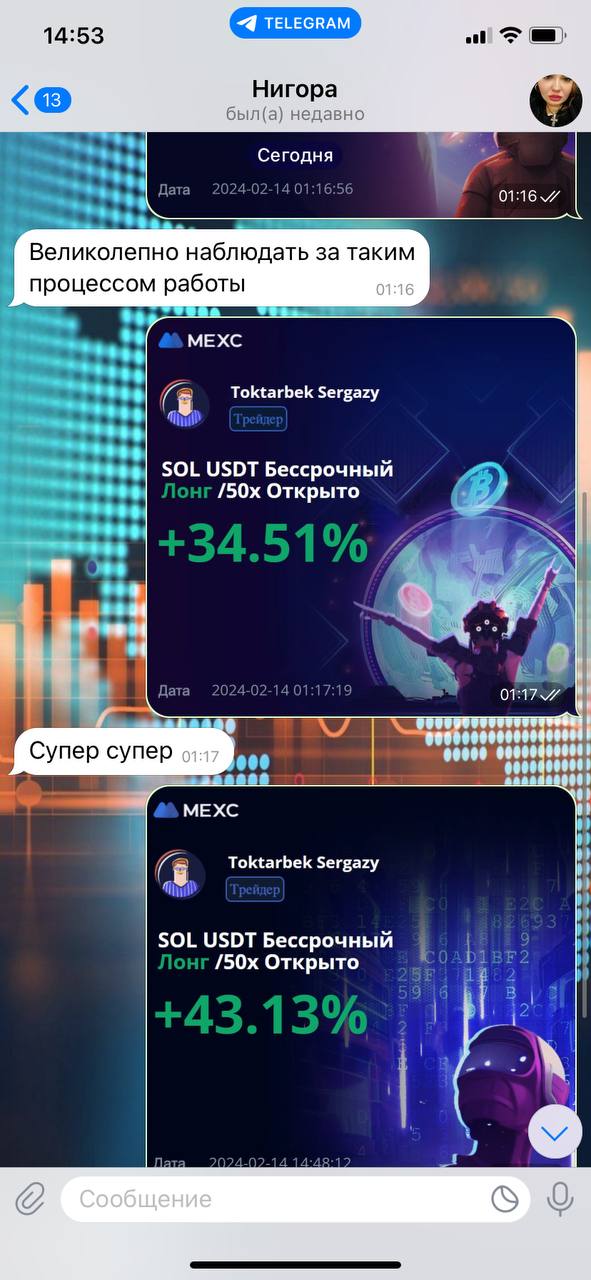 14:53
TELEGRAM
13
Нигора
был(а) недавно
Сегодня
Дата 2024-02-14 01:16:56
01:16
Великолепно наблюдать за таким
процессом работы
01:16
MEXC
Toktarbek Sergazy
Трейдер
SOL USDT Бессрочный
Лонг /50x Открыто
+34.51%
Дата 2024-02-14 01:17:19
01:17
Супер супер
01:17
MEXC
Toktarbek Sergazy
Трейдер
SOL USDT Бессрочный
Лонг /50x Открыто
+43.13%
Дата 2024-02-14 14:48:12
Сообщение